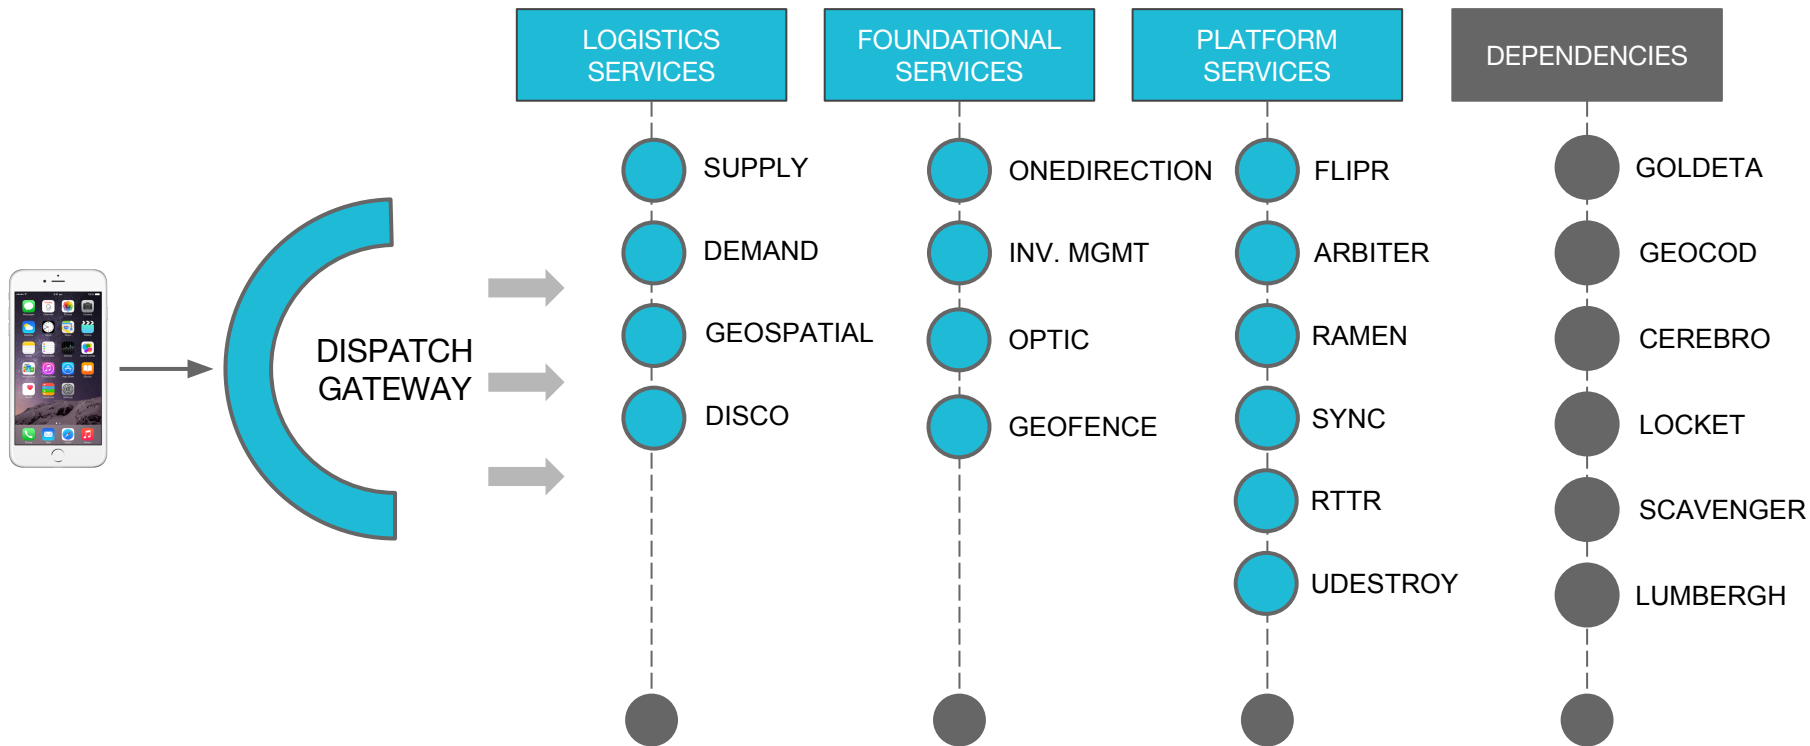 LOGISTICS
SERVICES
FOUNDATIONAL
SERVICES
PLATFORM
SERVICES
DEPENDENCIES
DISPATCH
GATEWAY
SUPPLY
DEMAND
GEOSPATIAL
DISCO
ONEDIRECTION
INV. MGMT
OPTIC
GEOFENCE
FLIPR
ARBITER
RAMEN
SYNC
RTTR
UDESTROY
GOLDETA
GEOCOD
CEREBRO
LOCKET
SCAVENGER
LUMBERGH